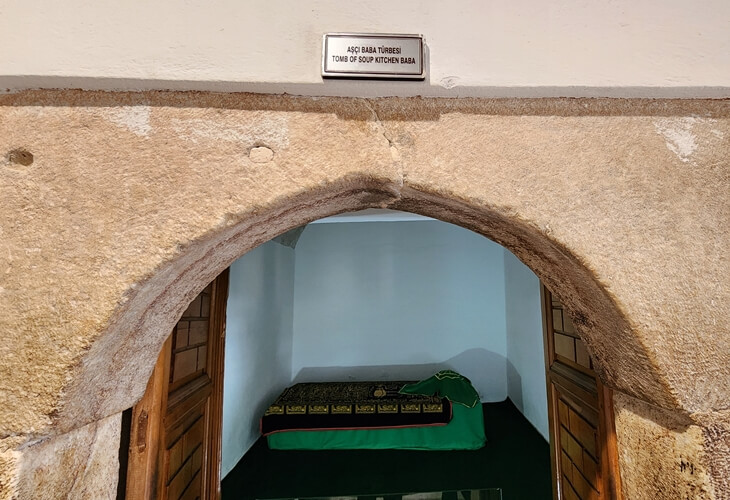 AŞÇI BABA TÜRBESİ
TOMB OF SOUP KITCHEN BABA